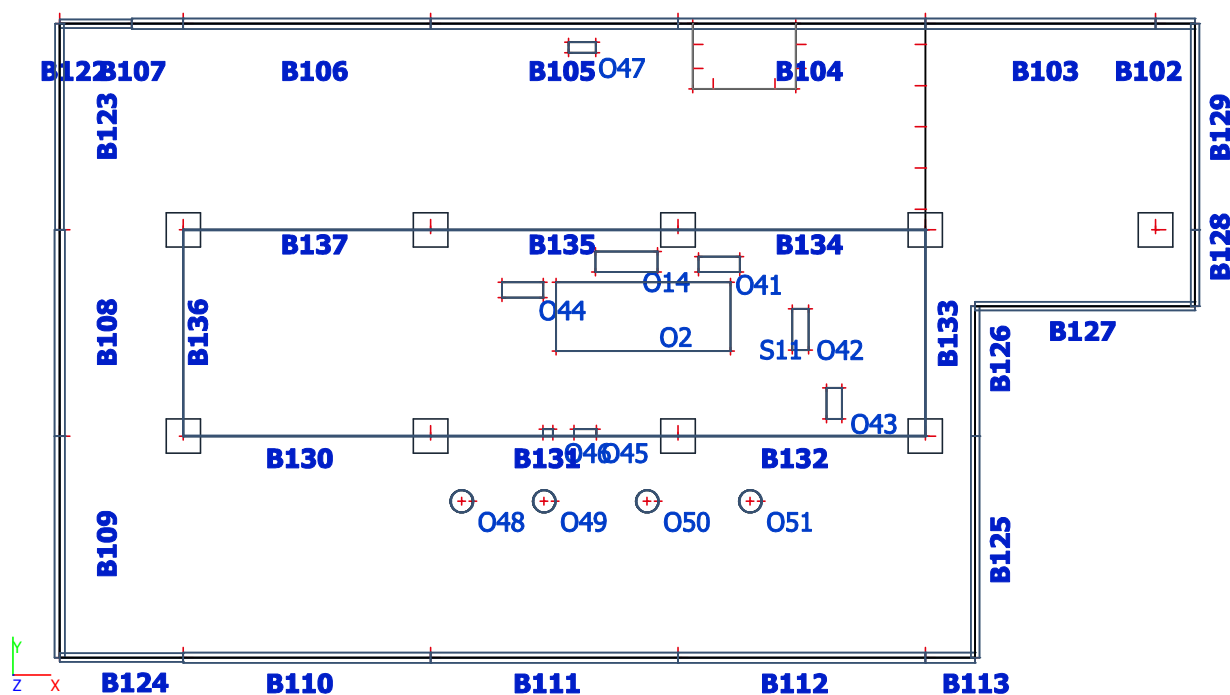 B122 B107 B106 B105 O47 B104 B103 B102
B123 B129
B137 B135 B134 B128
O14 O41
O44
B108 B136 O2 S11 O42 B133 B126 B127
O43
B130 B131 O46 O45 B132
O48 O49 O50 O51
B109 B125
Y
Z X
B124 B110 B111 B112 B113